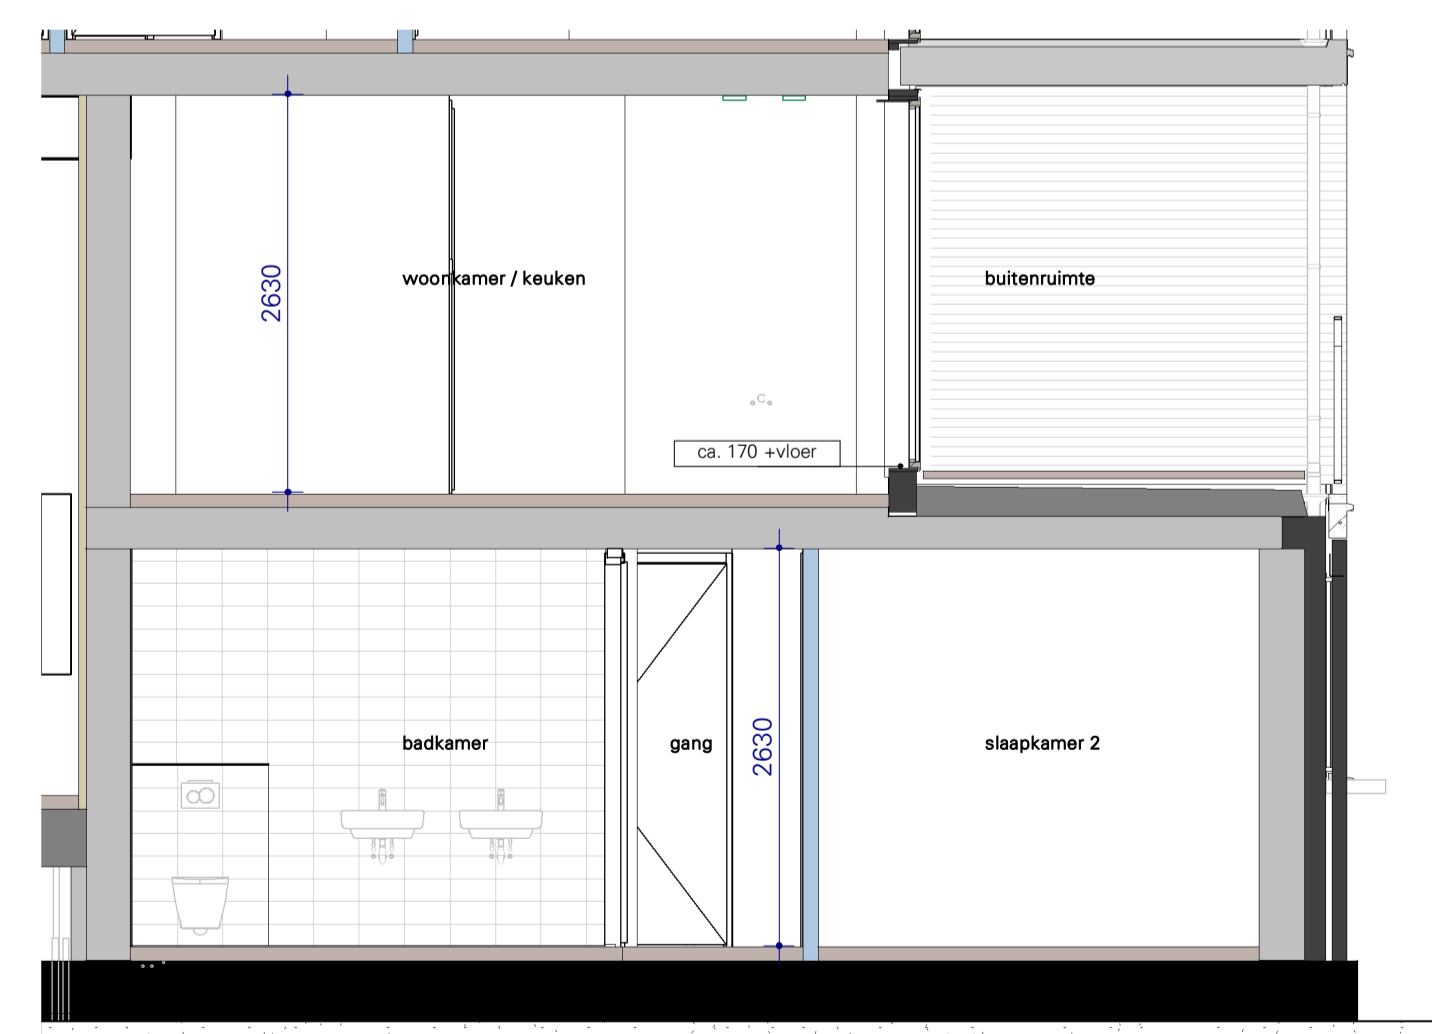 2630
woonkamer / keuken
buitenruimte
ca. 170 +vloer
badkamer
gang
2630
slaapkamer 2